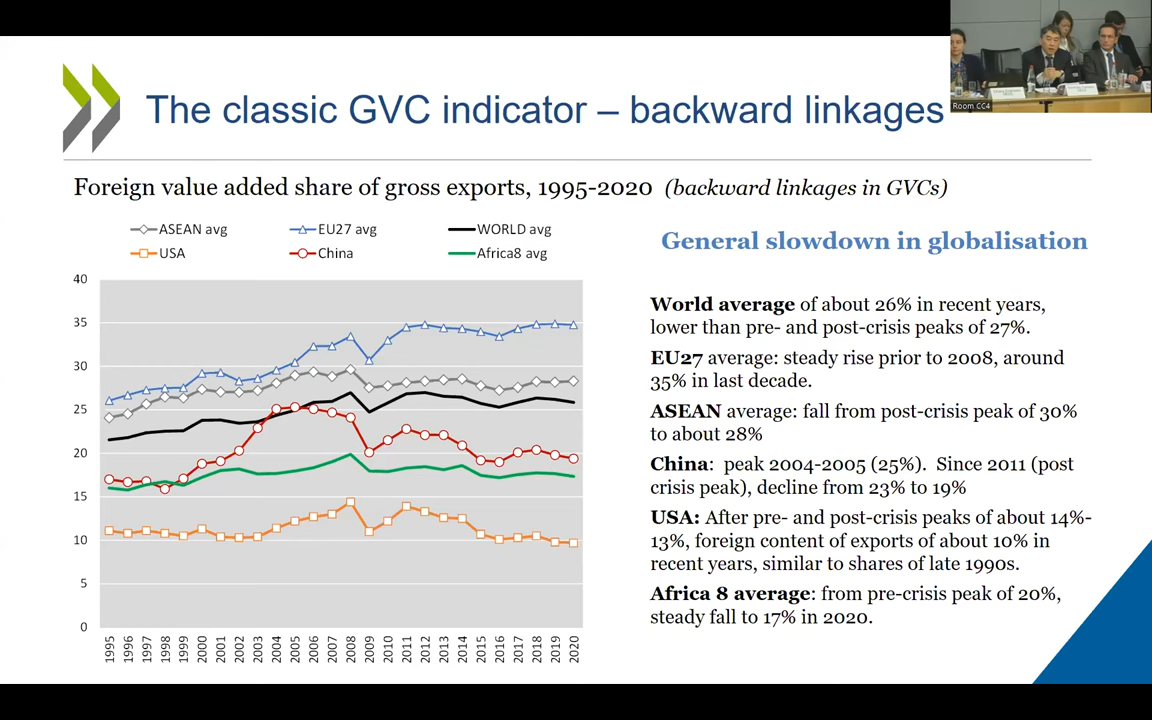 The classic GVC indicator – backward linkages
Room CC4
Foreign value added share of gross exports, 1995-2020 (backward linkages in GVCs)
ASEAN avg
EU27 avg
WORLD avg
USA
China
Africa8 avg
40
35
30
25
20
15
10
5
0
1995
1996
1997
1998
1999
2000
2001
2002
2003
2004
2005
2006
2007
2008
2009
2010
2011
2012
2013
2014
2015
2016
2017
2018
2019
2020
General slowdown in globalisation
World average of about 26% in recent years,
lower than pre- and post-crisis peaks of 27%.
EU27 average: steady rise prior to 2008, around
35% in last decade.
ASEAN average: fall from post-crisis peak of 30%
to about 28%
China: peak 2004-2005 (25%). Since 2011 (post
crisis peak), decline from 23% to 19%
USA: After pre- and post-crisis peaks of about 14%-
13%, foreign content of exports of about 10% in
recent years, similar to shares of late 1990s.
Africa 8 average: from pre-crisis peak of 20%,
steady fall to 17% in 2020.